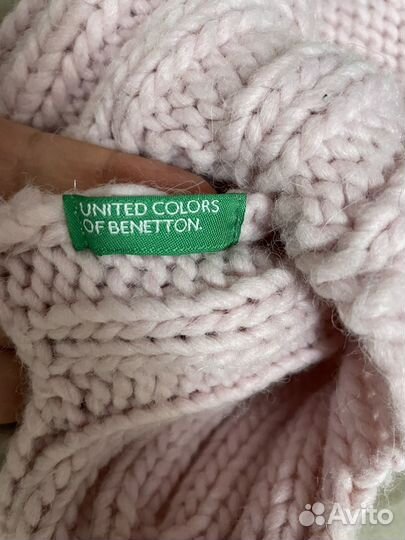 UNITED COLORS
OF BENETTON.
Avito